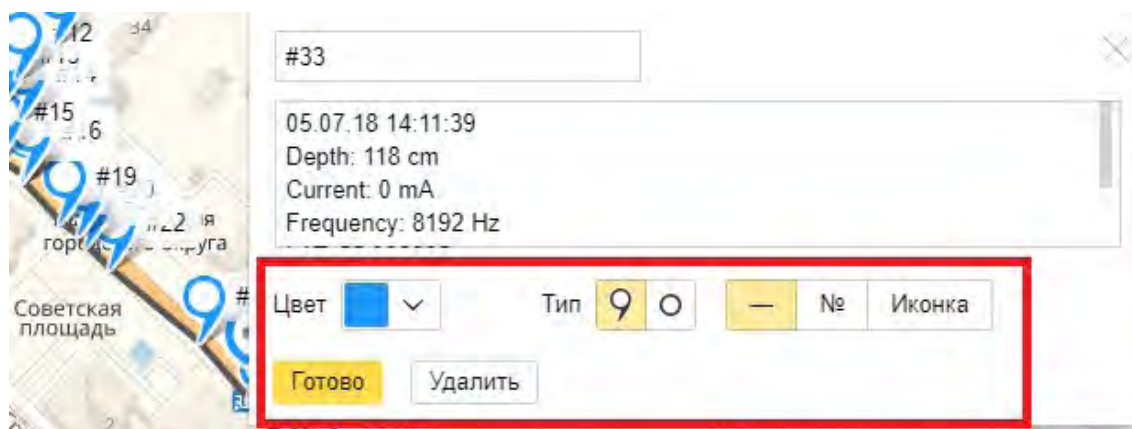 #12
34
#33
#15
05.07.18 14:11:39
Depth: 118 cm
Current: 0 mA
#19
Frequency: 8192 Hz
Советская
площадь
Цвет
Тип
№
Иконка
Готово
Удалить